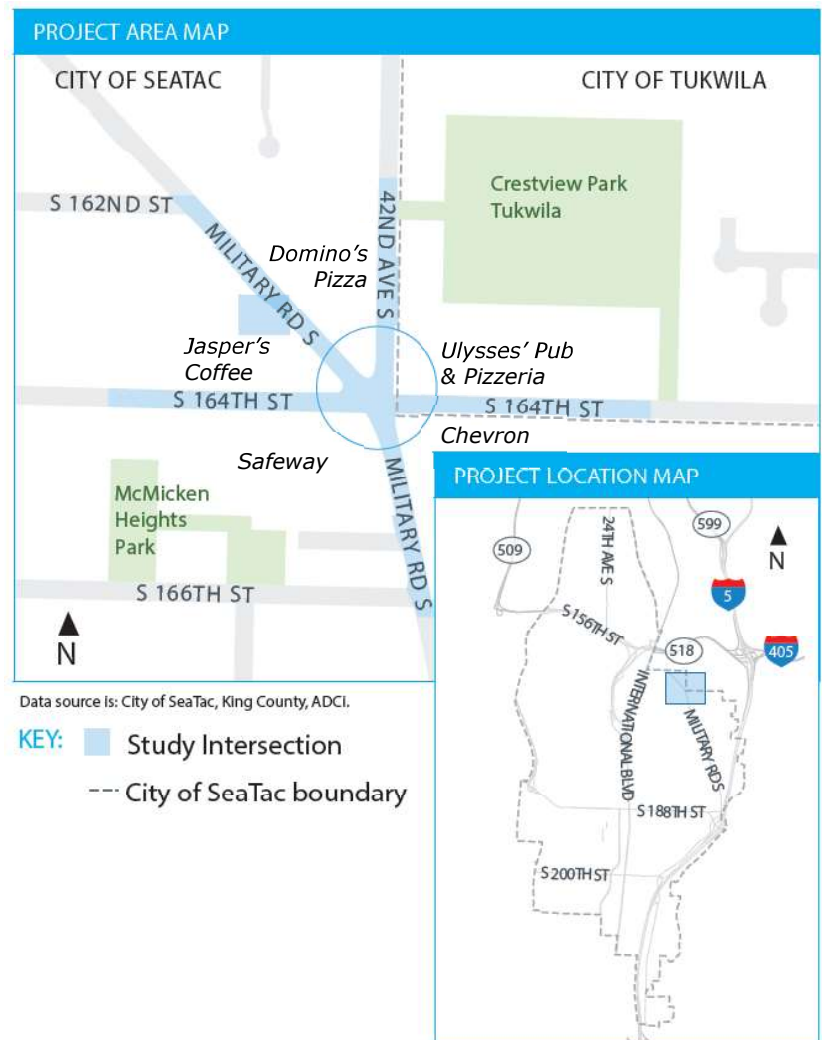 PROJECT AREA MAP
CITY OF SEATAC
CITY OF TUKWILA
Crestview Park
Tukwila
S 162ND ST
42ND AVE S
MILITARY RD S
Domino's
Pizza
Jasper's
Coffee
Ulysses' Pub
& Pizzeria
S 164TH ST
S 164TH ST
Chevron
Safeway
MILITARY RD S
McMicken
Heights
Park
S 166TH ST
N
PROJECT LOCATION MAP
24TH AVE S
599
509
N
5
S 156TH ST
518
405
INTERNATIONAL BLVD
MILITARY RD S
S 188TH ST
S 200TH ST
Data source is: City of SeaTac, King County, ADCi.
KEY:
Study Intersection
City of SeaTac boundary